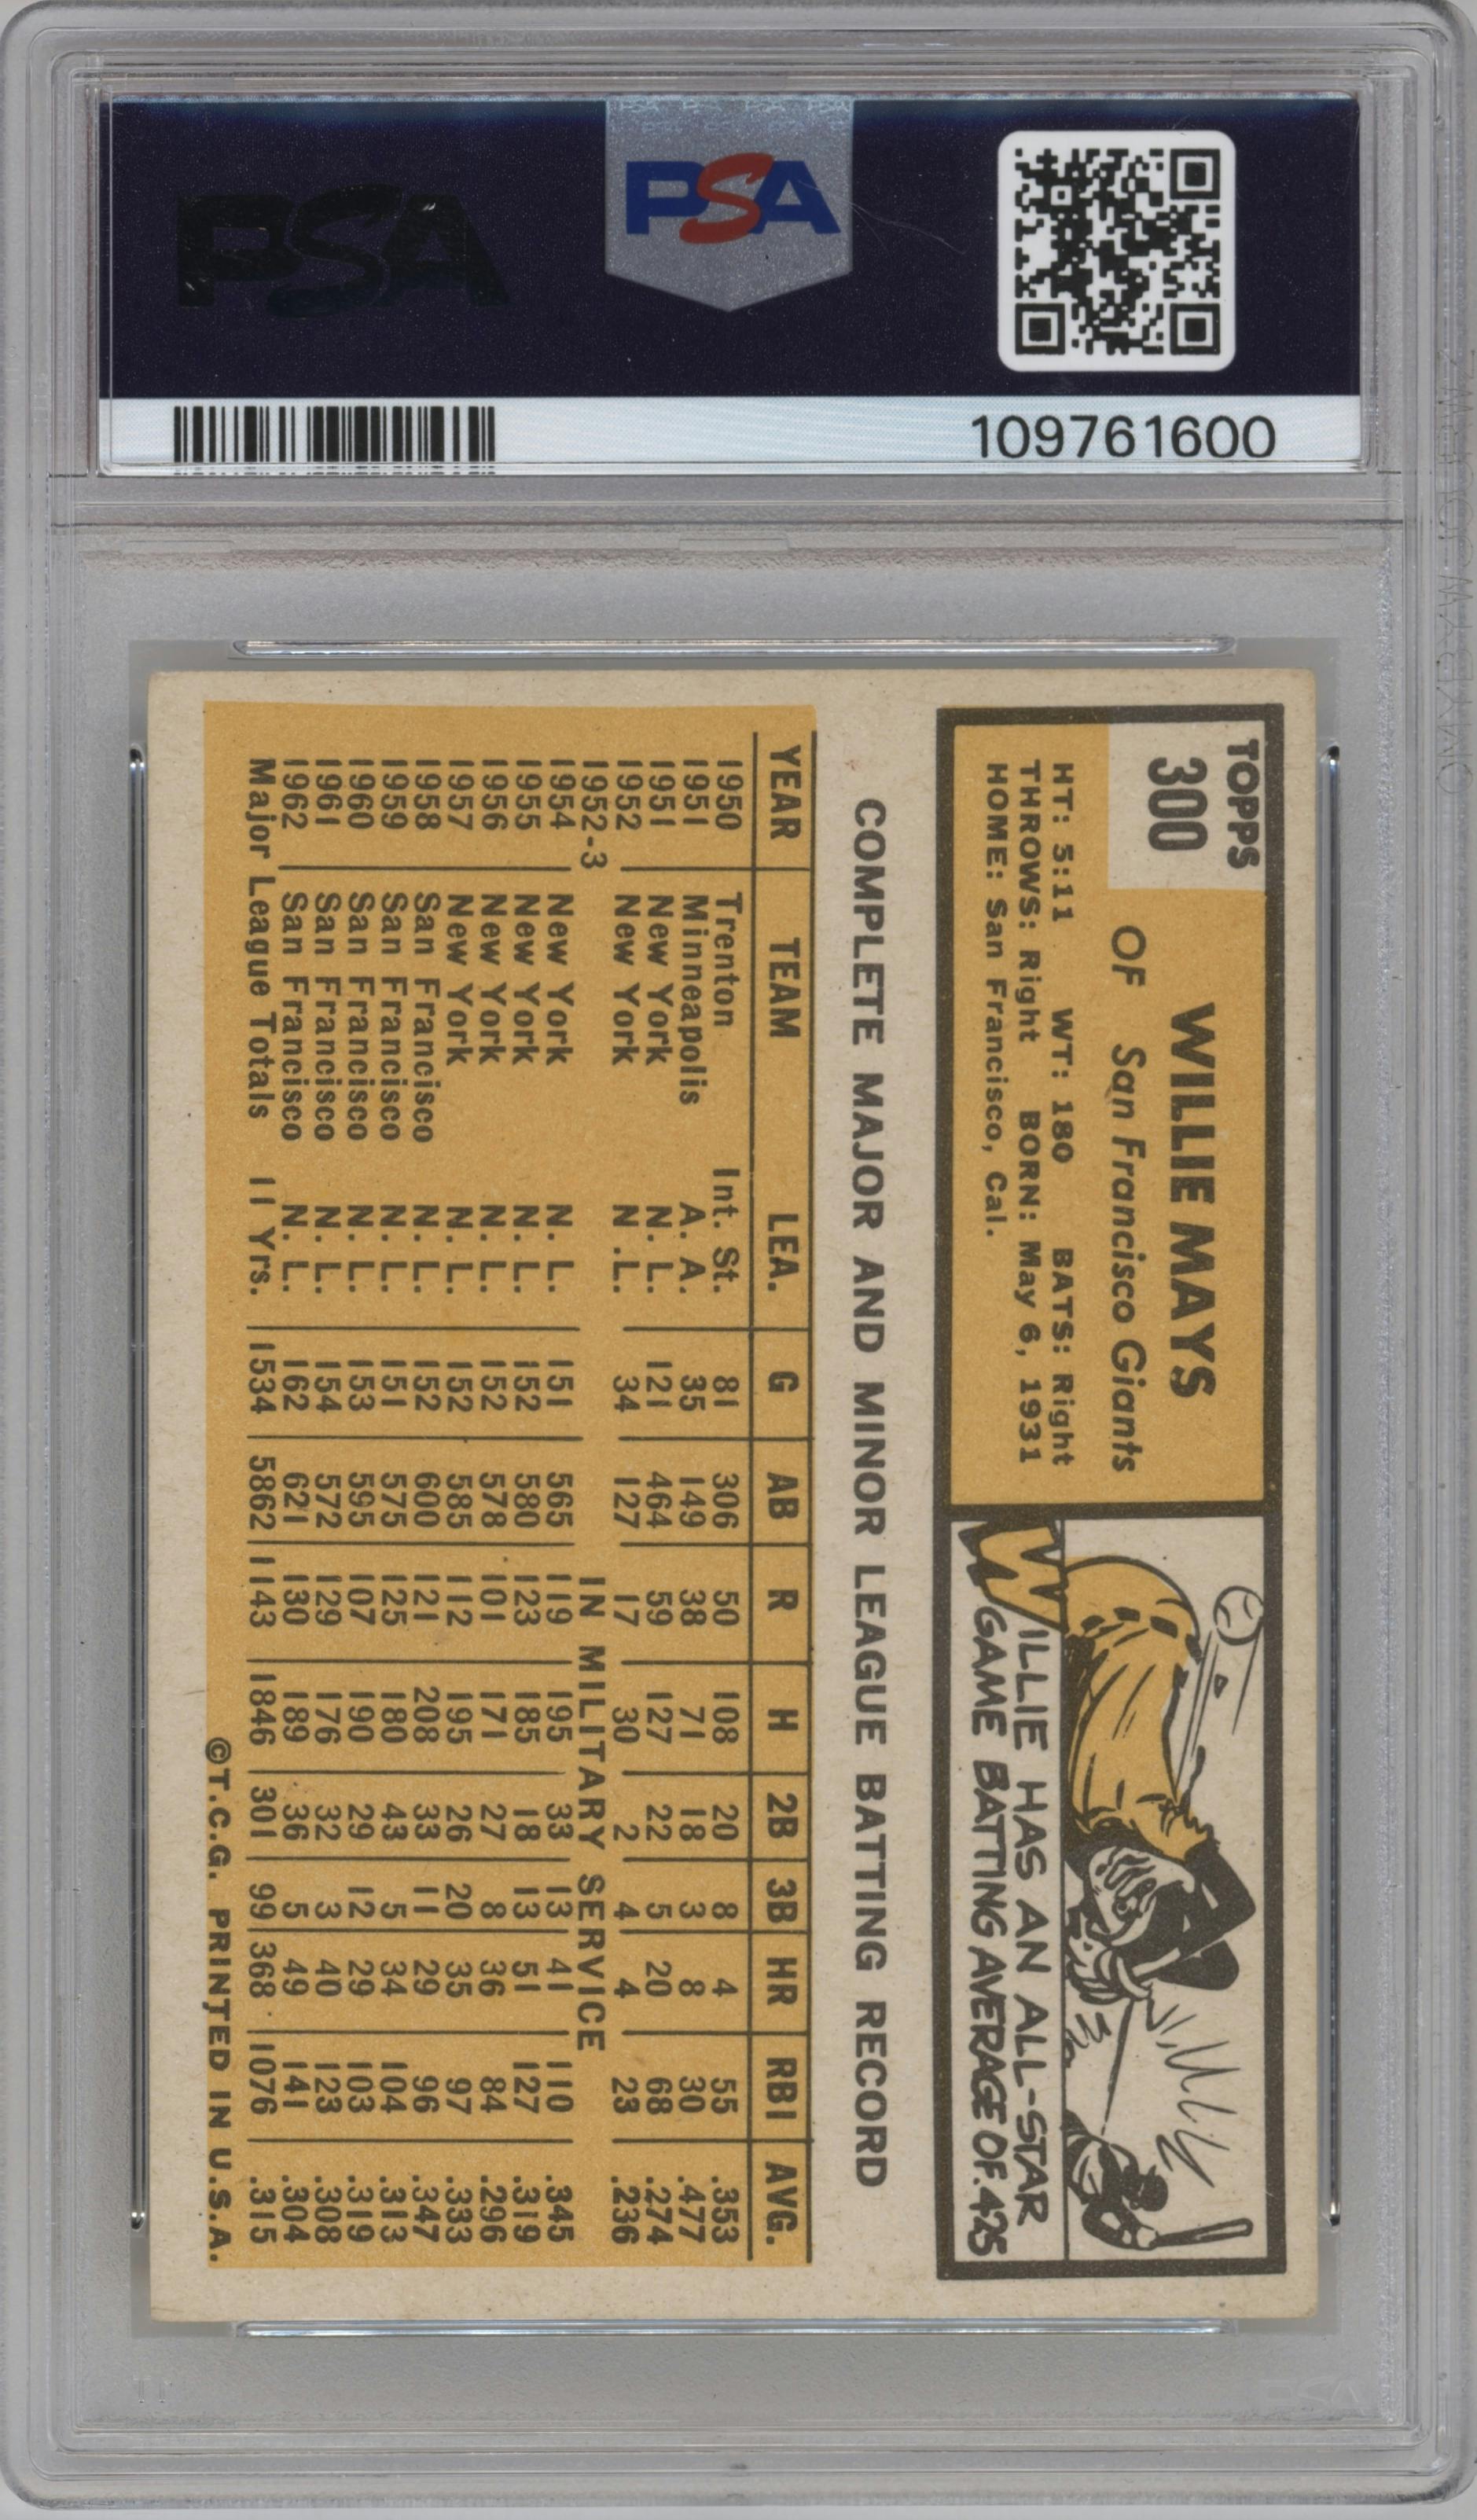 PSA
PSA
109761600
TOPPS
300
WILLIE MAYS
OF San Francisco Giants
HT: 5:11 WT: 180 BATS: Right
THROWS: Right BORN: May 6, 1931
HOME: San Francisco, Cal.
WILLIE HAS AN ALL-STAR
GAME BATTING AVERAGE OF .425
COMPLETE MAJOR AND MINOR LEAGUE BATTING RECORD
YEAR TEAM LEA. G AB R H 2B 3B HR RBI AVG.
1950 Trenton Int. St. 81 306 50 108 20 8 4 55 .353
1951 Minneapolis A. A. 35 149 38 71 18 3 8 30 .477
1951 New York N. L. 121 464 59 127 22 5 20 68 .274
1952 New York N .L. 34 127 17 30 2 4 4 23 .236
1952-3 IN MILITARY SERVICE
1954 New York N. L. 151 565 119 195 33 13 41 110 .345
1955 New York N. L. 152 580 123 185 18 13 51 127 .319
1956 New York N. L. 152 578 101 171 27 8 36 84 .296
1957 New York N. L. 152 585 112 195 26 20 35 97 .333
1958 San Francisco N. L. 152 600 121 208 33 11 29 96 .347
1959 San Francisco N. L. 151 575 125 180 43 5 34 104 .313
1960 San Francisco N. L. 153 595 107 190 29 12 29 103 .319
1961 San Francisco N. L. 154 572 129 176 32 3 40 123 .308
1962 San Francisco N. L. 162 621 130 189 36 5 49 141 .304
Major League Totals 11 Yrs. 1534 5862 1143 1846 301 99 368 1076 .315
©T.C.G. PRINTED IN U.S.A.
PSA